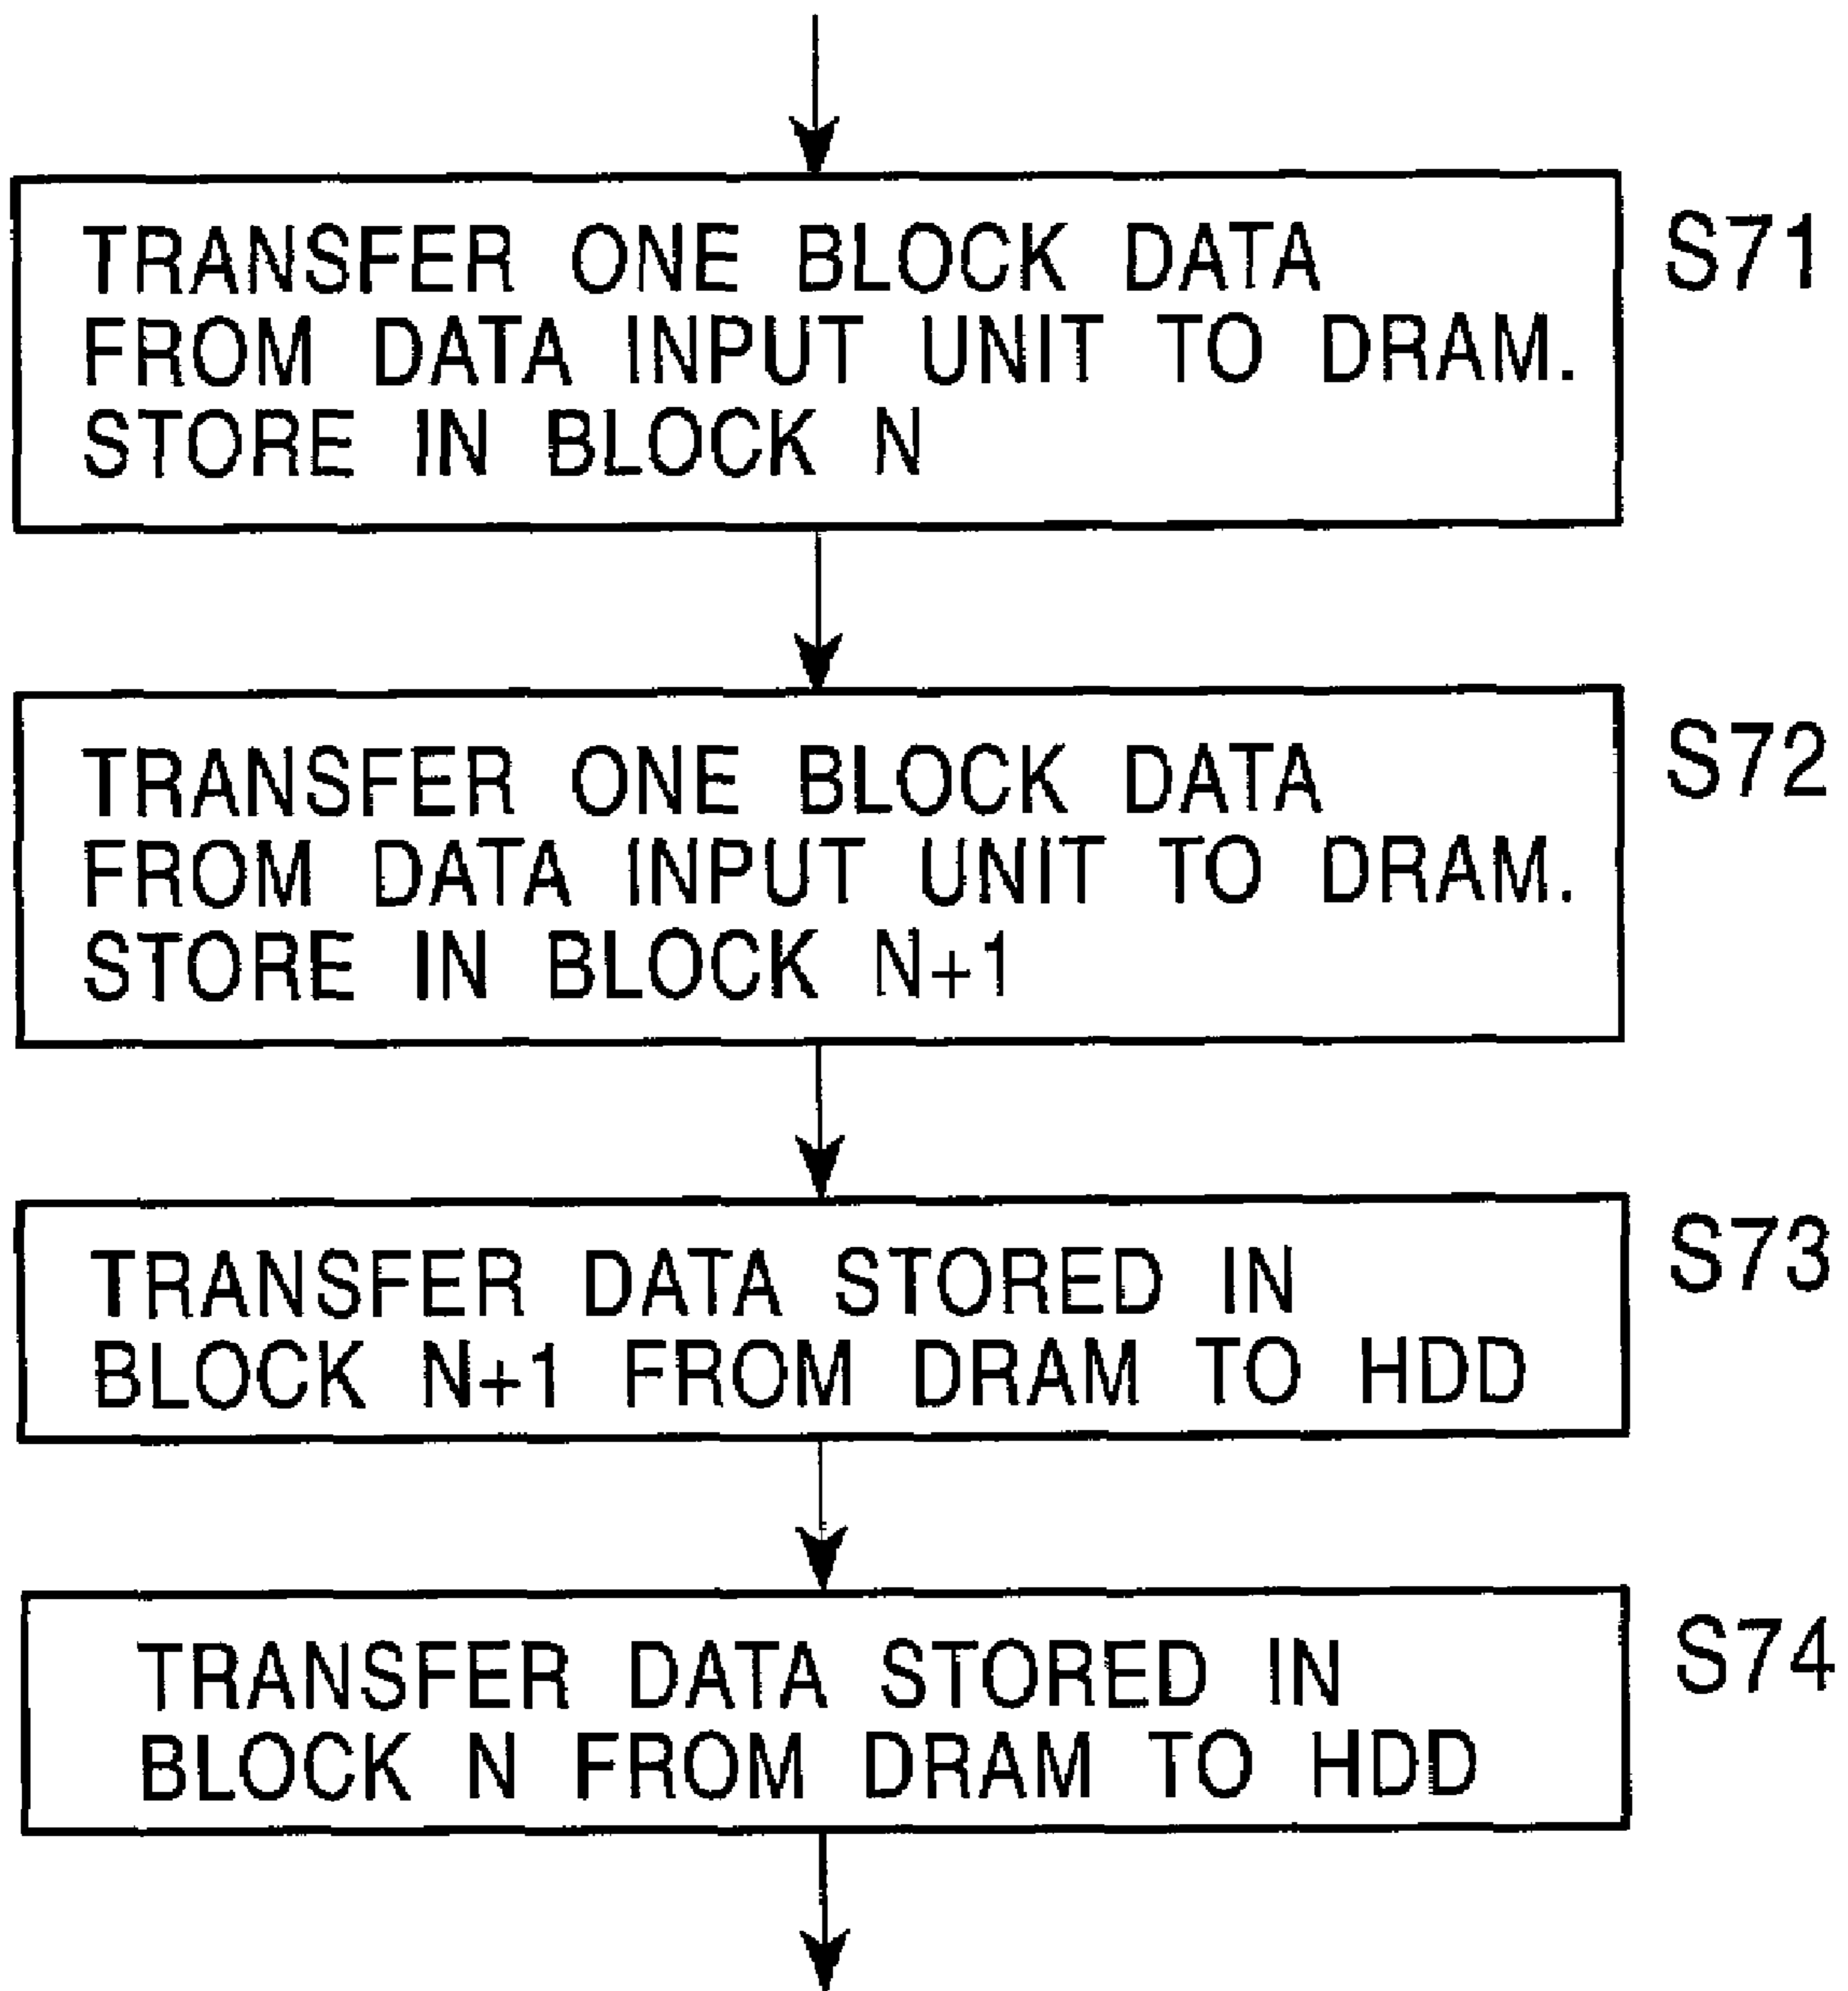 TRANSFER ONE BLOCK DATA
FROM DATA INPUT UNIT TO DRAM.
STORE IN BLOCK N
S71
TRANSFER ONE BLOCK DATA
FROM DATA INPUT UNIT TO DRAM.
STORE IN BLOCK N+1
S72
TRANSFER DATA STORED IN
BLOCK N+1 FROM DRAM TO HDD
S73
TRANSFER DATA STORED IN
BLOCK N FROM DRAM TO HDD
S74